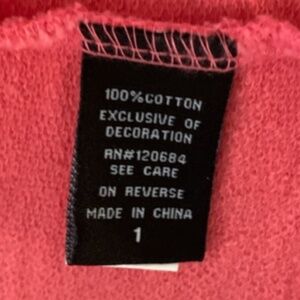 100%COTTON
EXCLUSIVE OF
DECORATION
RN#120684
SEE CARE
ON REVERSE
MADE IN CHINA
1